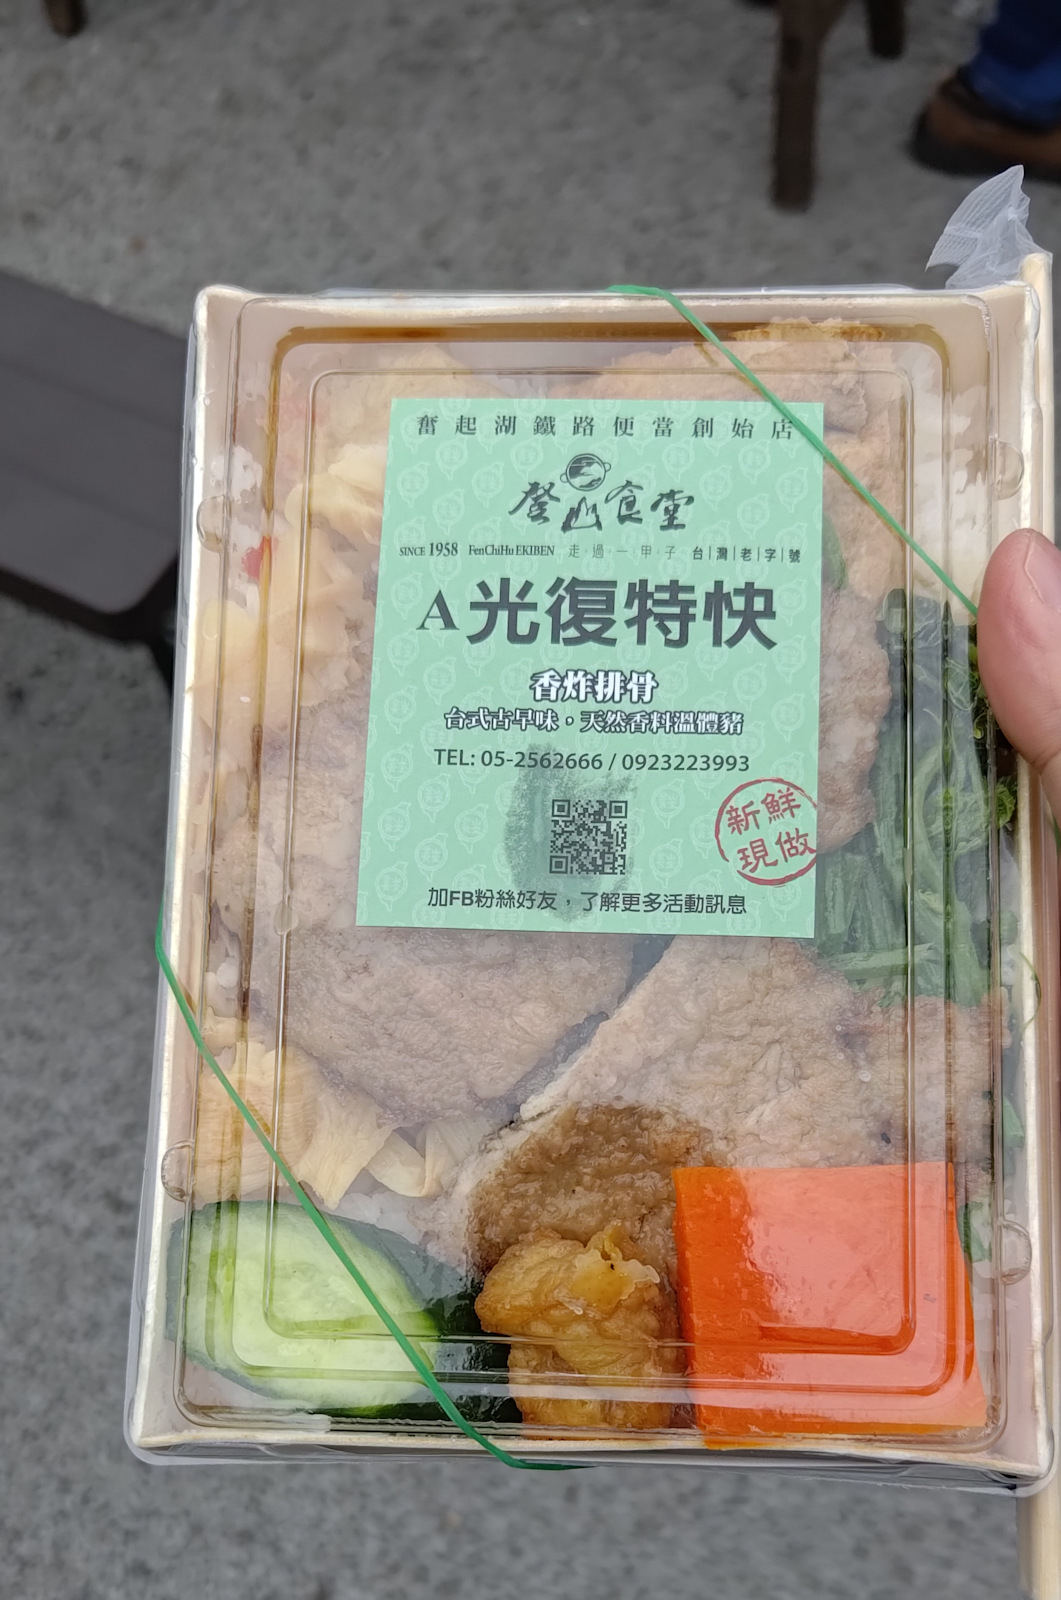 奮起湖鐵路便當創始店
登山食堂
SINCE 1958 FenChiHu EKIBEN 走·過·一·甲·子 台|灣|老|字|號
A光復特快
香炸排骨
台式古早味。天然香料溫體豬
TEL: 05-2562666 / 0923223993
新鮮
現做
加FB粉絲好友，了解更多活動訊息